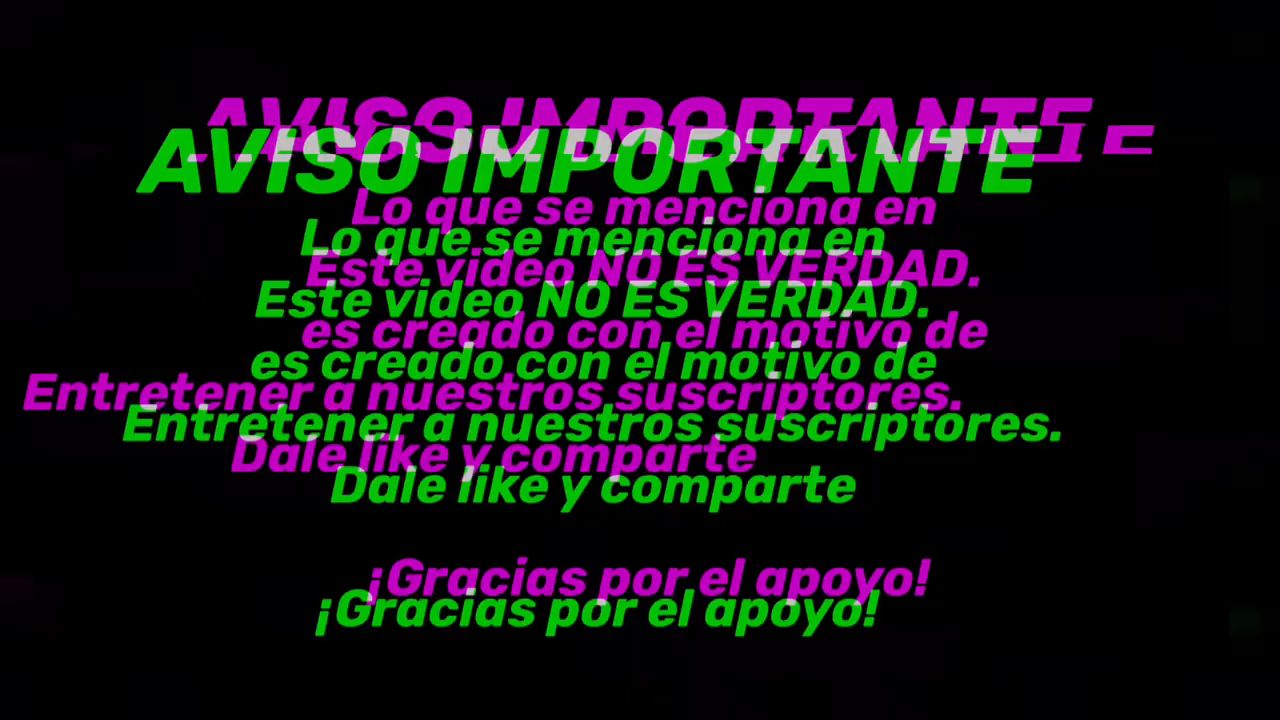 AVISO IMPORTANTE
Lo que se menciona en
Este video NO ES VERDAD.
es creado con el motivo de
Entretener a nuestros suscriptores.
Dale like y comparte
¡Gracias por el apoyo!